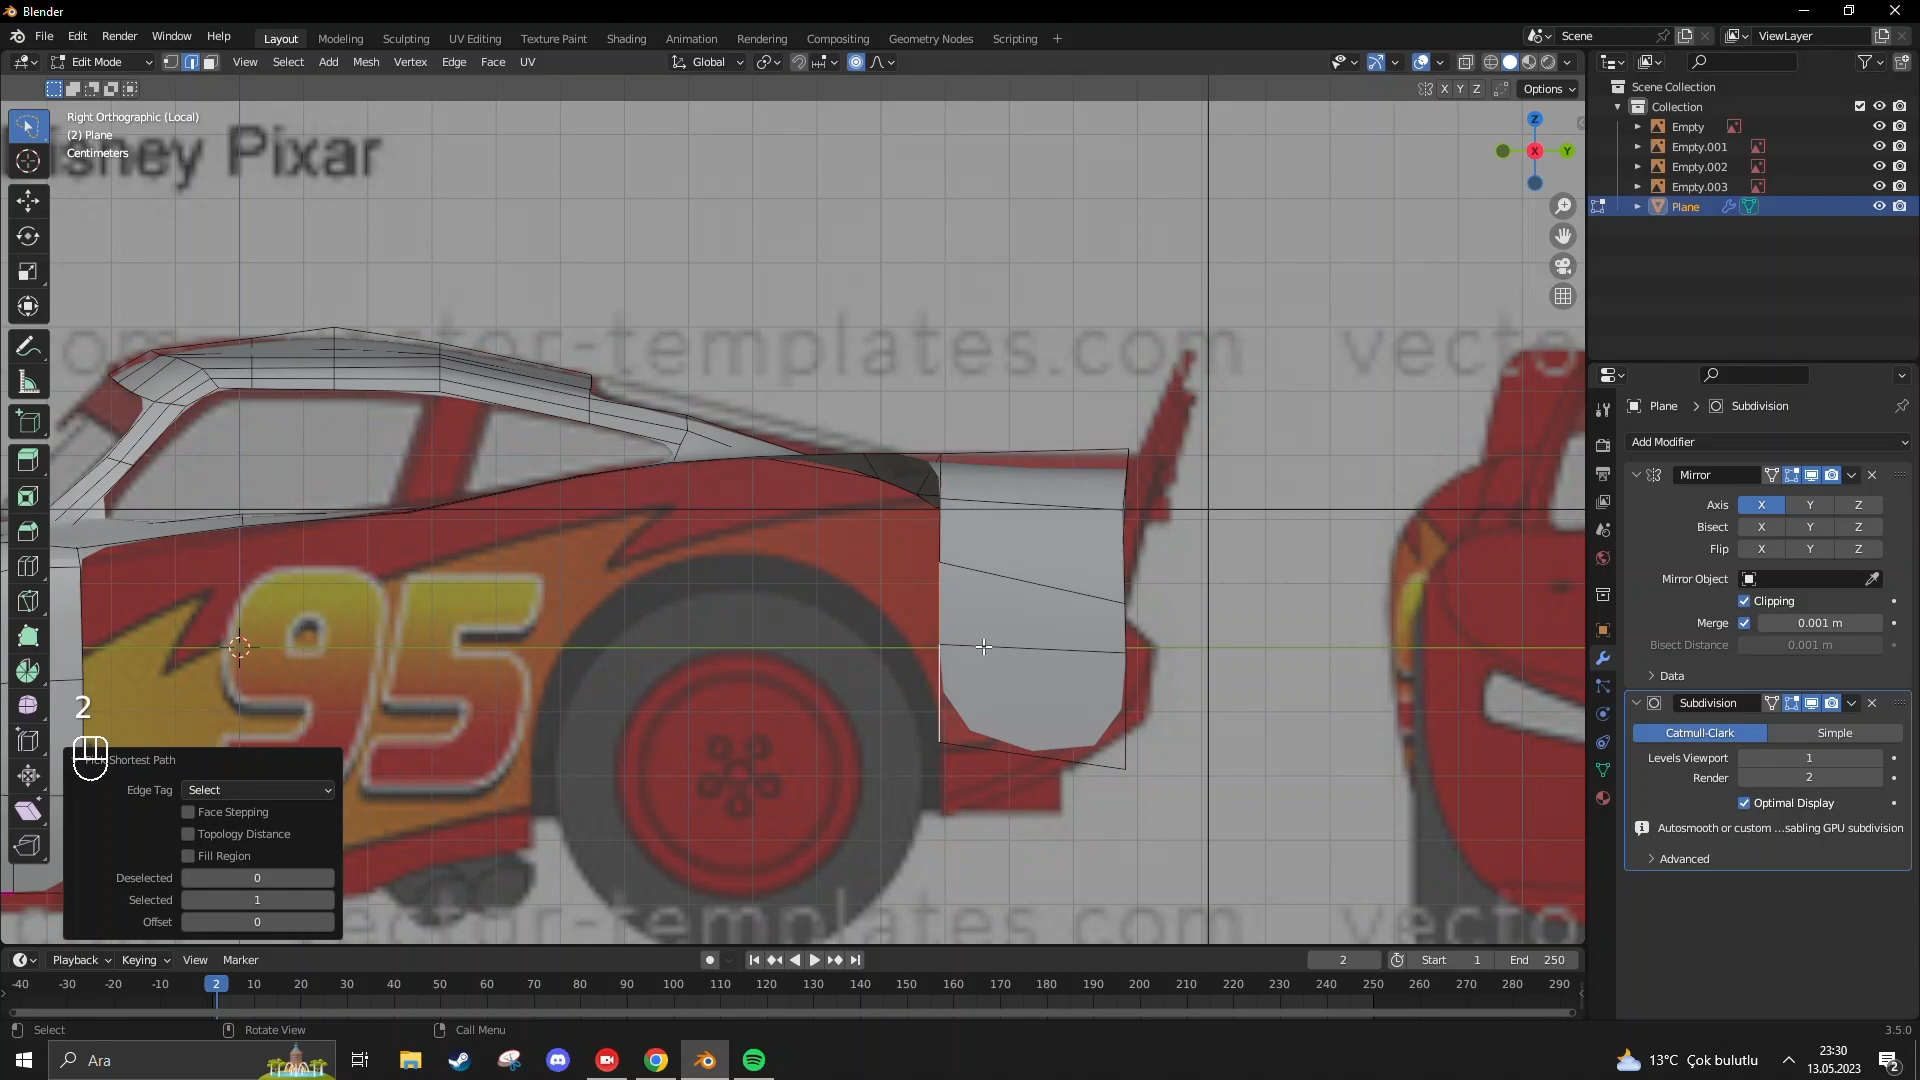 Blender
File Edit Render Window Help
Layout Modeling Sculpting UV Editing Texture Paint Shading Animation Rendering Compositing Geometry Nodes Scripting +
Scene ViewLayer
Edit Mode View Select Add Mesh Vertex Edge Face UV Global
X Y Z Options
Right Orthographic (Local)
(2) Plane
Centimeters
Disney Pixar
Z
X Y
Scene Collection
Collection
Empty
Empty.001
Empty.002
Empty.003
Plane
Plane > Subdivision
Add Modifier
Mirror
Axis X Y Z
Bisect X Y Z
Flip X Y Z
Mirror Object
Clipping
Merge 0.001 m
Bisect Distance 0.001 m
Data
Subdivision
Catmull-Clark Simple
Levels Viewport 1
Render 2
Optimal Display
Autosmooth or custom ...sabling GPU subdivision
Advanced
vector-templates.com
95
2
Pick Shortest Path
Edge Tag Select
Face Stepping
Topology Distance
Fill Region
Deselected 0
Selected 1
Offset 0
vector-templates.com
Playback Keying View Marker
2 Start 1 End 250
-40 -30 -20 -10 2 10 20 30 40 50 60 70 80 90 100 110 120 130 140 150 160 170 180 190 200 210 220 230 240 250 260 270 280 290
Select Rotate View Call Menu
3.5.0
Ara
13°C Çok bulutlu
23:30
13.05.2023
2